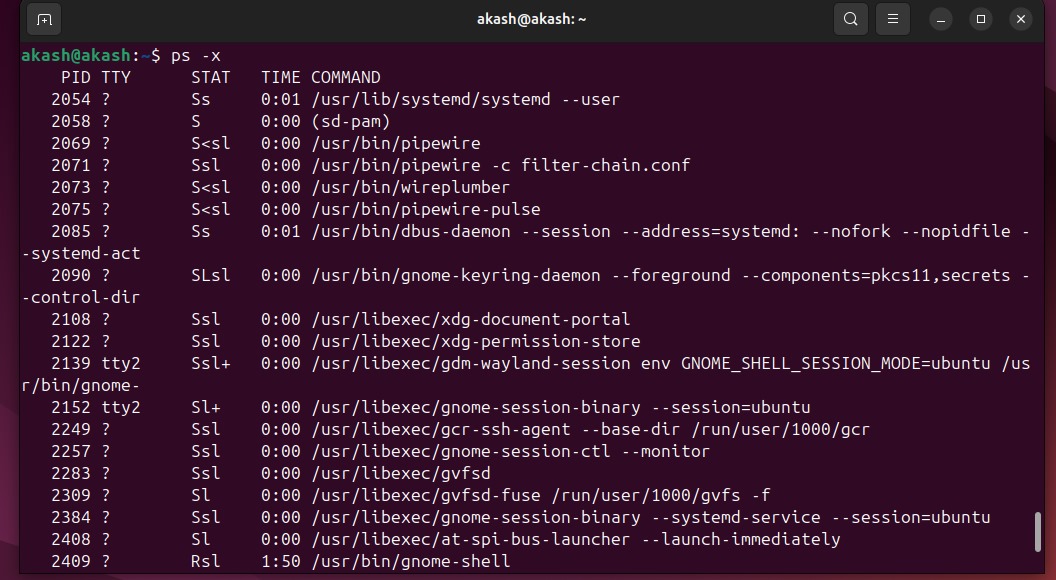 akash@akash: ~
akash@akash:~$ ps -x
    PID TTY      STAT   TIME COMMAND
   2054 ?        Ss     0:01 /usr/lib/systemd/systemd --user
   2058 ?        S      0:00 (sd-pam)
   2069 ?        S<sl   0:00 /usr/bin/pipewire
   2071 ?        Ssl    0:00 /usr/bin/pipewire -c filter-chain.conf
   2073 ?        S<sl   0:00 /usr/bin/wireplumber
   2075 ?        S<sl   0:00 /usr/bin/pipewire-pulse
   2085 ?        Ss     0:01 /usr/bin/dbus-daemon --session --address=systemd: --nofork --nopidfile -
-systemd-act
   2090 ?        SLsl   0:00 /usr/bin/gnome-keyring-daemon --foreground --components=pkcs11,secrets -
-control-dir
   2108 ?        Ssl    0:00 /usr/libexec/xdg-document-portal
   2122 ?        Ssl    0:00 /usr/libexec/xdg-permission-store
   2139 tty2     Ssl+   0:00 /usr/libexec/gdm-wayland-session env GNOME_SHELL_SESSION_MODE=ubuntu /us
r/bin/gnome-
   2152 tty2     Sl+    0:00 /usr/libexec/gnome-session-binary --session=ubuntu
   2249 ?        Ssl    0:00 /usr/libexec/gcr-ssh-agent --base-dir /run/user/1000/gcr
   2257 ?        Ssl    0:00 /usr/libexec/gnome-session-ctl --monitor
   2283 ?        Ssl    0:00 /usr/libexec/gvfsd
   2309 ?        Sl     0:00 /usr/libexec/gvfsd-fuse /run/user/1000/gvfs -f
   2384 ?        Ssl    0:00 /usr/libexec/gnome-session-binary --systemd-service --session=ubuntu
   2408 ?        Sl     0:00 /usr/libexec/at-spi-bus-launcher --launch-immediately
   2409 ?        Rsl    1:50 /usr/bin/gnome-shell